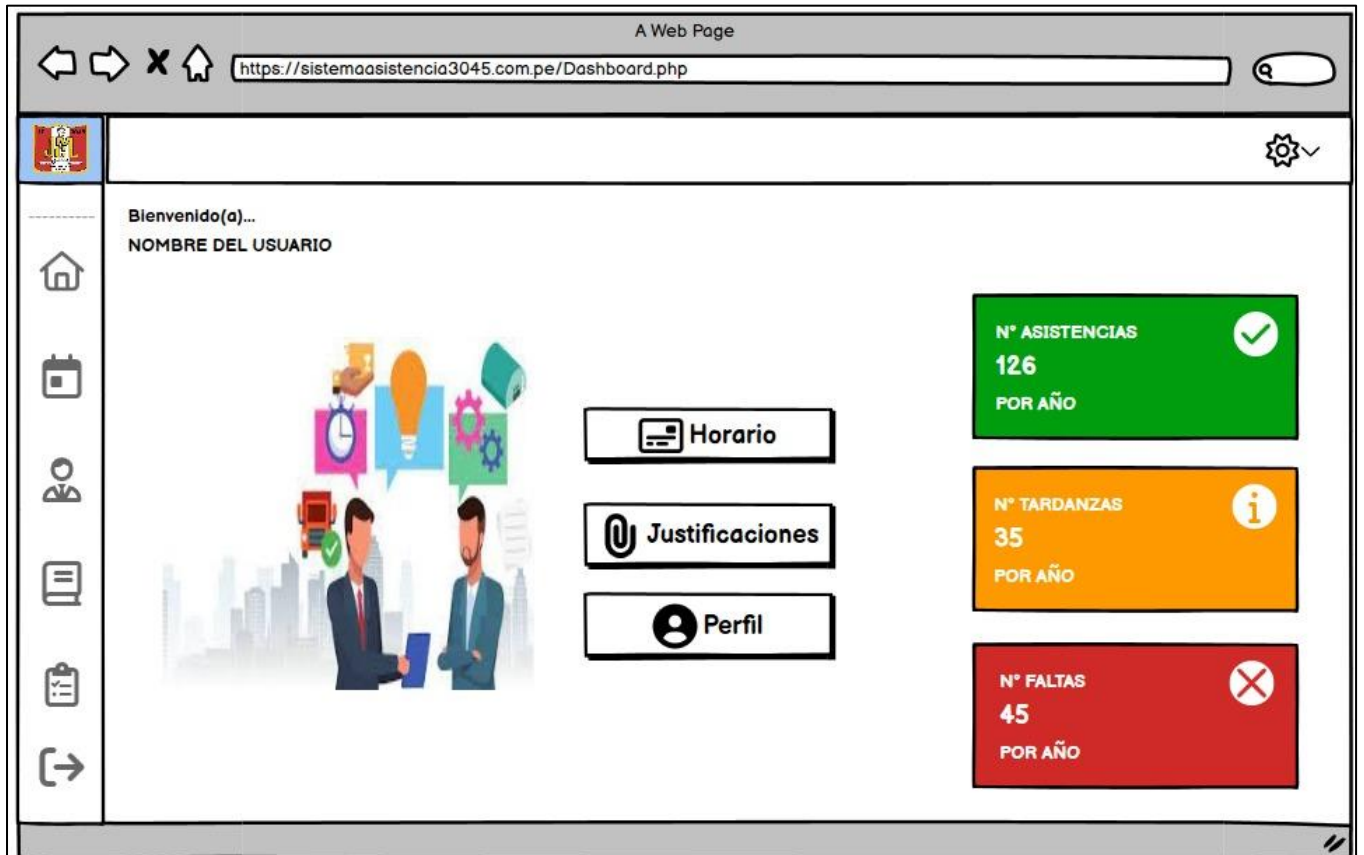 A Web Page
https://sistemaasistencia3045.com.pe/Dashboard.php
Bienvenido(a)...
NOMBRE DEL USUARIO
Horario
Justificaciones
Perfil
N° ASISTENCIAS
126
POR AÑO
N° TARDANZAS
35
POR AÑO
N° FALTAS
45
POR AÑO